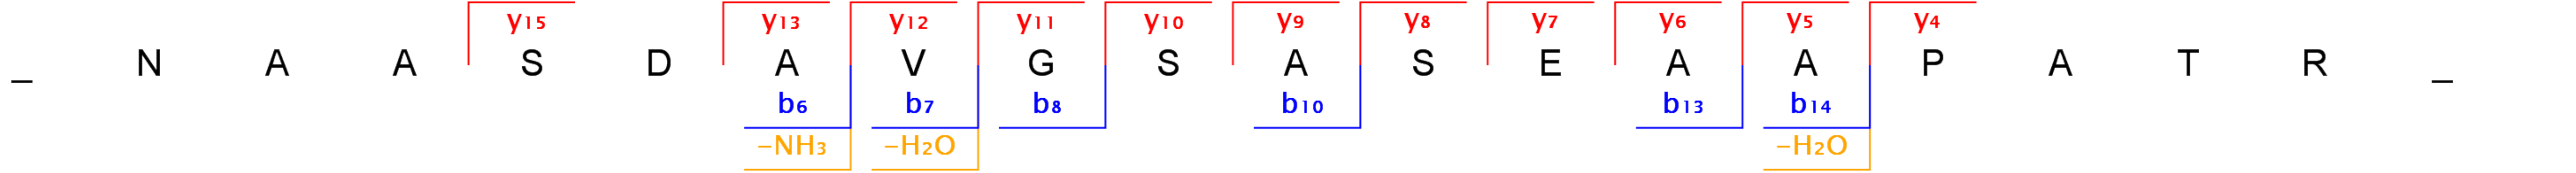 y15 y13 y12 y11 y10 y9 y8 y7 y6 y5 y4
_ N A A S D A V G S A S E A A P A T R _
b6 b7 b8 b10 b13 b14
−NH3 −H2O −H2O